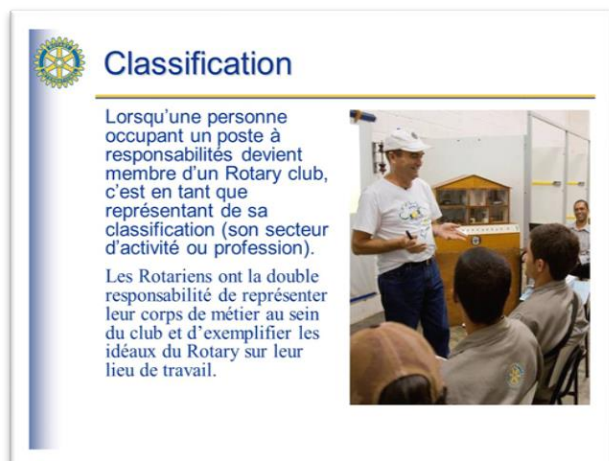 Classification
Lorsqu'une personne
occupant un poste à
responsabilités devient
membre d'un Rotary club,
c'est en tant que
représentant de sa
classification (son secteur
d'activité ou profession).
Les Rotariens ont la double
responsabilité de représenter
leur corps de métier au sein
du club et d'exemplifier les
idéaux du Rotary sur leur
lieu de travail.